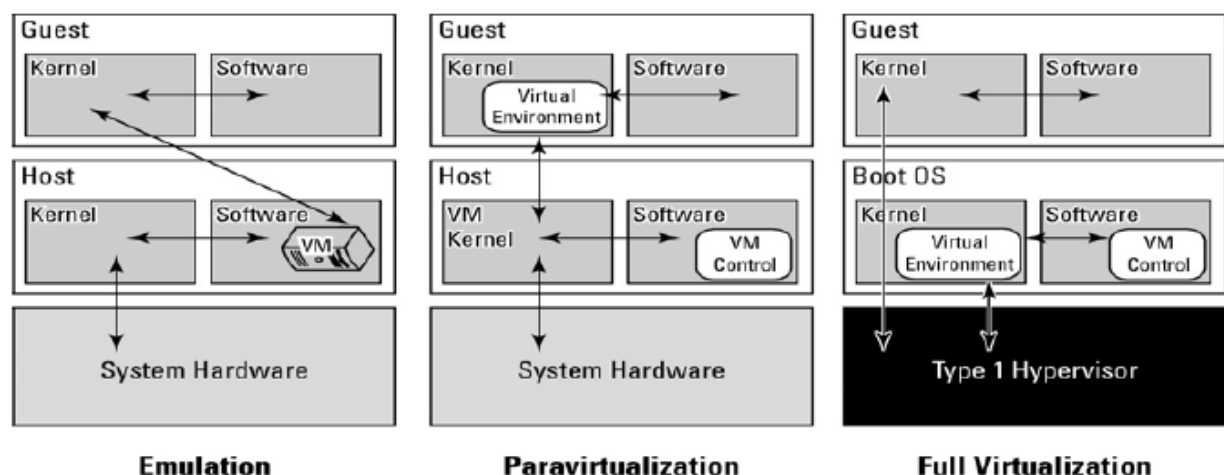 Guest
Kernel
Software
Host
Kernel
Software
VM
System Hardware
Emulation
Guest
Kernel
Software
Virtual
Environment
Host
VM
Kernel
Software
VM
Control
System Hardware
Paravirtualization
Guest
Kernel
Software
Boot OS
Kernel
Software
Virtual
Environment
VM
Control
Type 1 Hypervisor
Full Virtualization